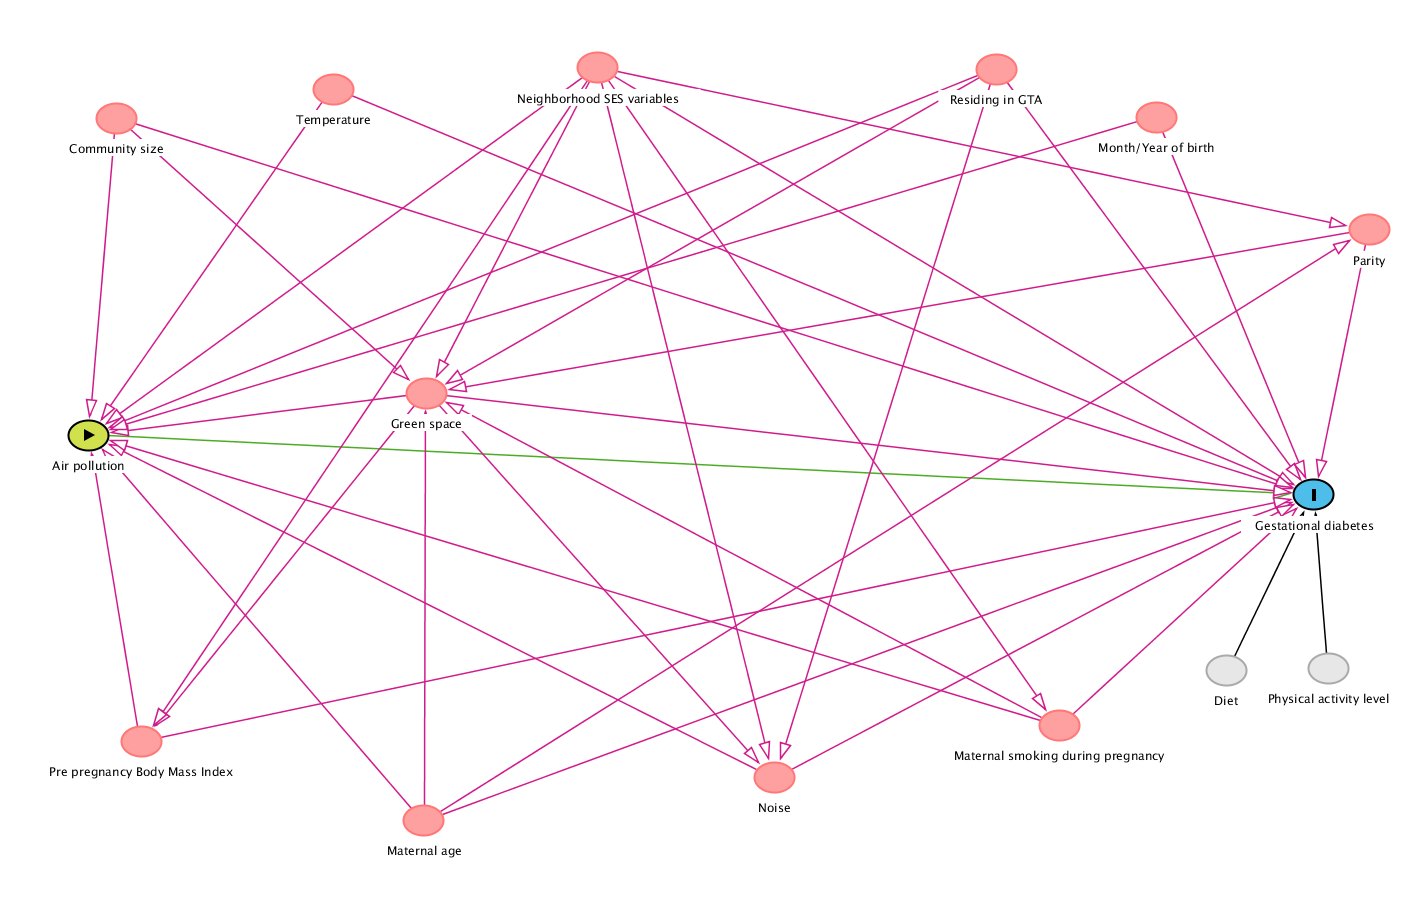 Neighborhood SES variables
Residing in GTA
Temperature
Community size
Month/Year of birth
Parity
Green space
Air pollution
Gestational diabetes
Diet
Physical activity level
Maternal smoking during pregnancy
Pre pregnancy Body Mass Index
Noise
Maternal age